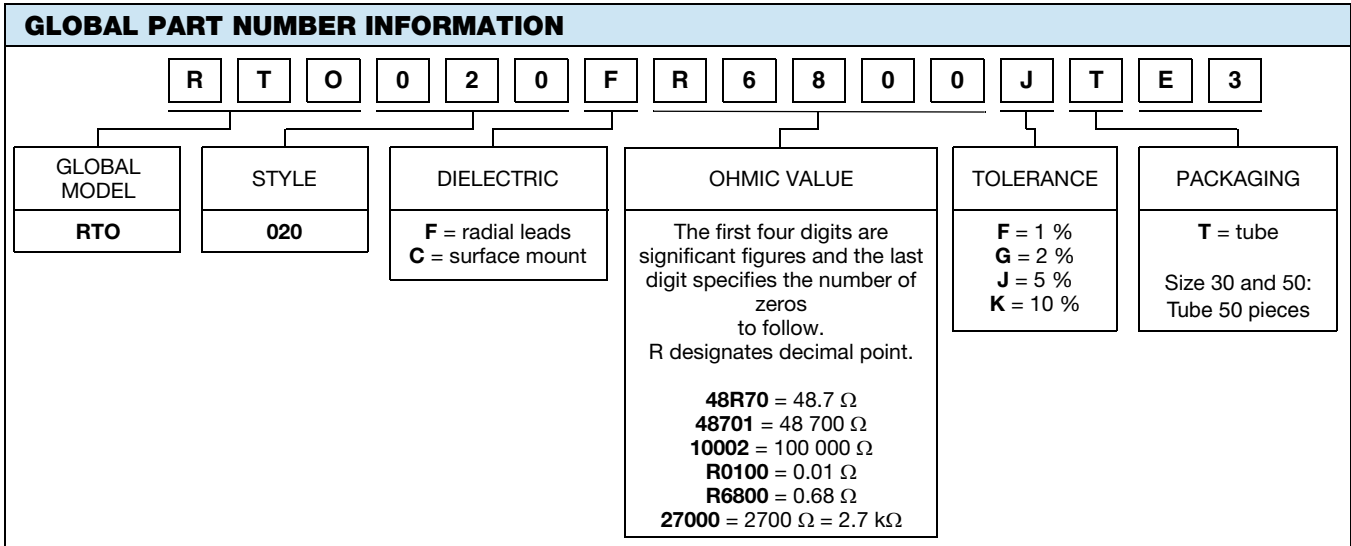 GLOBAL PART NUMBER INFORMATION
R T O 0 2 0 F R 6 8 0 0 J T E 3
GLOBAL
MODEL
RTO
STYLE
020
DIELECTRIC
F = radial leads
C = surface mount
OHMIC VALUE
The first four digits are
significant figures and the last
digit specifies the number of
zeros
to follow.
R designates decimal point.
48R70 = 48.7 Ω
48701 = 48 700 Ω
10002 = 100 000 Ω
R0100 = 0.01 Ω
R6800 = 0.68 Ω
27000 = 2700 Ω = 2.7 kΩ
TOLERANCE
F = 1 %
G = 2 %
J = 5 %
K = 10 %
PACKAGING
T = tube
Size 30 and 50:
Tube 50 pieces